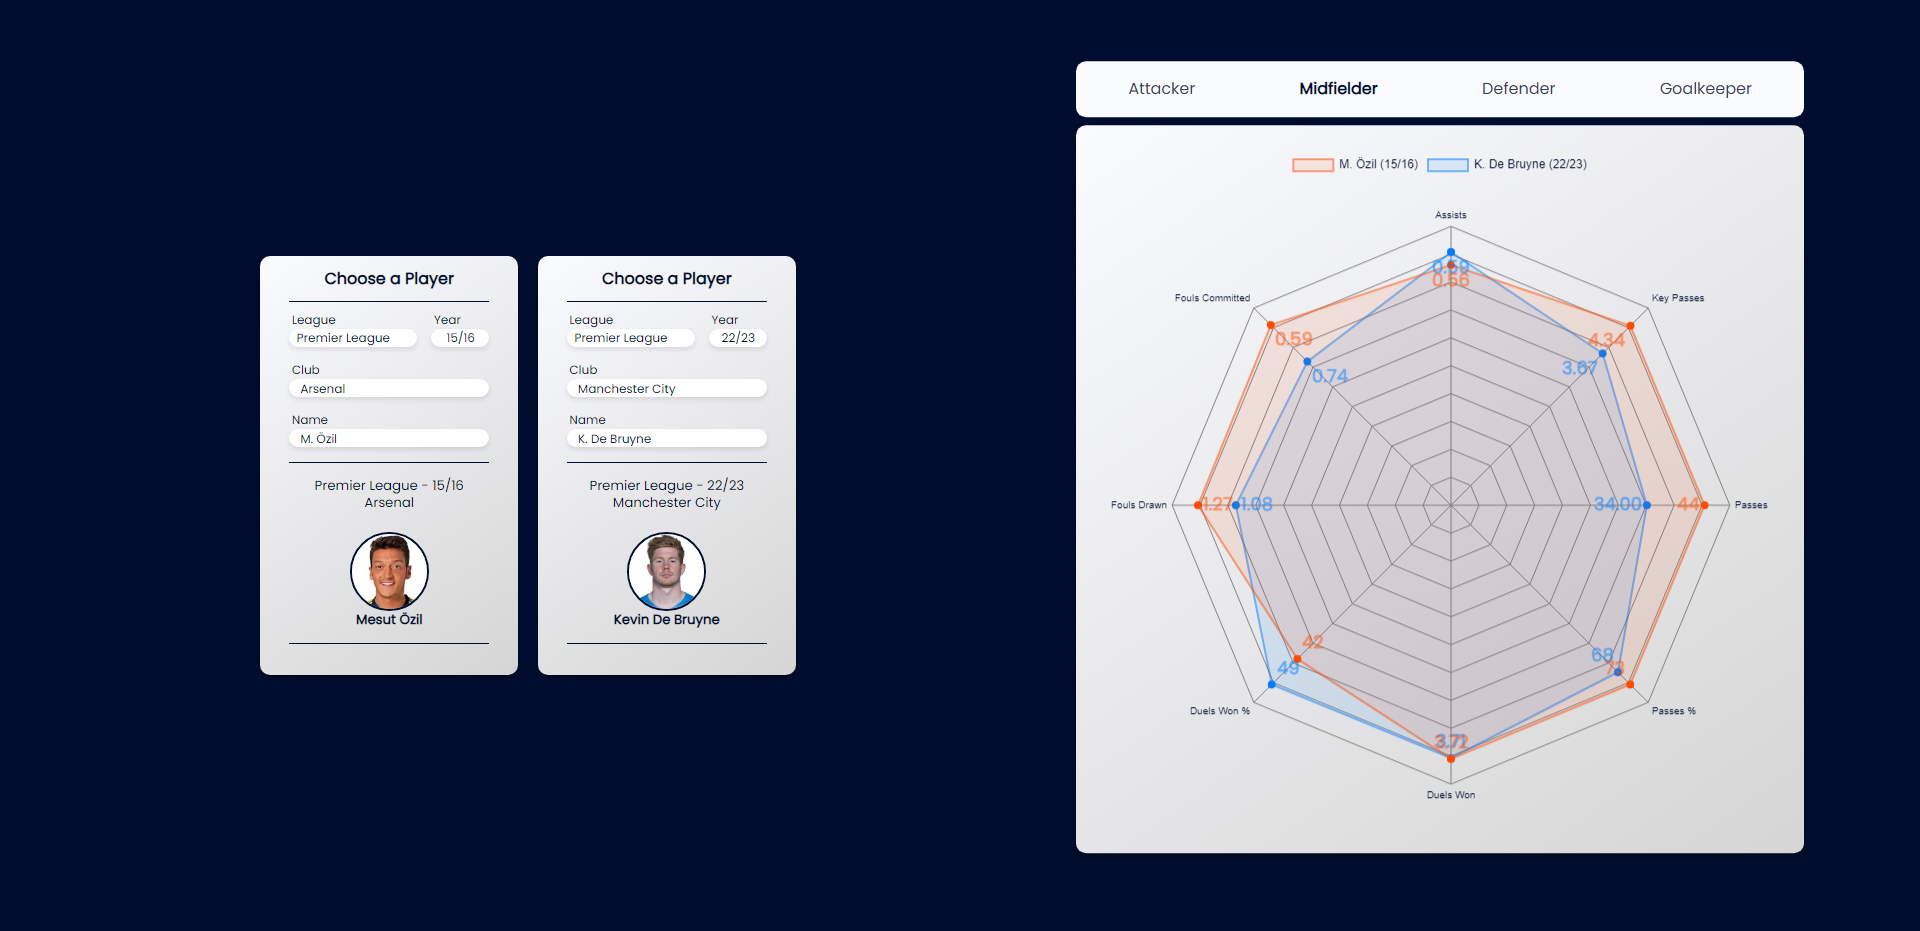 Attacker Midfielder Defender Goalkeeper
Choose a Player
League Year
Premier League 15/16
Club
Arsenal
Name
M. Özil
Premier League - 15/16
Arsenal
Mesut Özil
Choose a Player
League Year
Premier League 22/23
Club
Manchester City
Name
K. De Bruyne
Premier League - 22/23
Manchester City
Kevin De Bruyne
M. Özil (15/16) K. De Bruyne (22/23)
Assists
0.59
0.56
Fouls Committed
Key Passes
0.59
4.34
0.74
3.67
Fouls Drawn
1.27
1.08
34.00
44
Passes
42
49
68
Duels Won %
Passes %
Duels Won